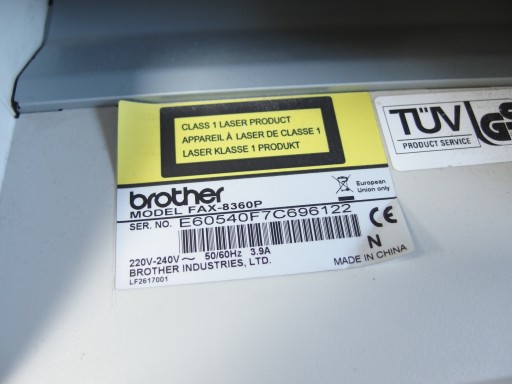 CLASS 1 LASER PRODUCT
APPAREIL À LASER DE CLASSE 1
LASER KLASSE 1 PRODUKT
TÜV
PRODUCT SERVICE
brother
European
Union only
MODEL FAX-8360P
SER. NO. E60540F7C696122
CE
220V-240V~ 50/60Hz 3.9A
N
BROTHER INDUSTRIES, LTD.
MADE IN CHINA
LF2617001